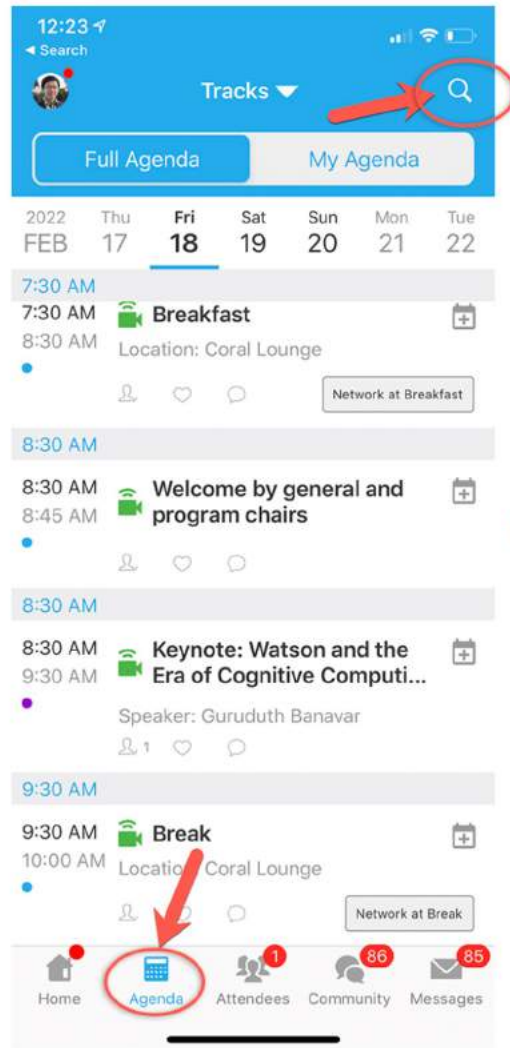 12:23
◀ Search
Tracks
Full Agenda My Agenda
2022 Thu Fri Sat Sun Mon Tue
FEB 17 18 19 20 21 22
7:30 AM
7:30 AM Breakfast
8:30 AM Location: Coral Lounge
Network at Breakfast
8:30 AM
8:30 AM Welcome by general and
8:45 AM program chairs
8:30 AM
8:30 AM Keynote: Watson and the
9:30 AM Era of Cognitive Computi...
Speaker: Guruduth Banavar
1
9:30 AM
9:30 AM Break
10:00 AM Location: Coral Lounge
Network at Break
1 86 85
Home Agenda Attendees Community Messages